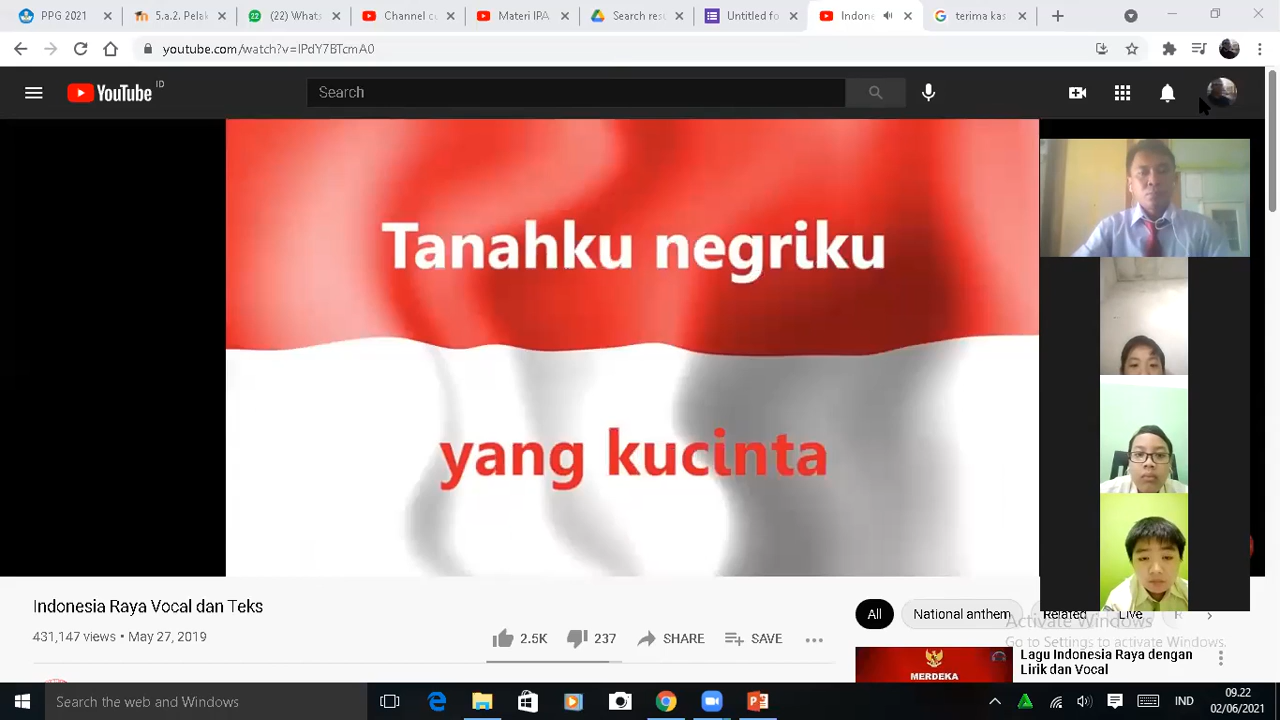 PPG 2021
5.a.2. Pelak
(22) Whats
Channel c
Materi IPA
Search res
Untitled fo
Indone
terima kas
youtube.com/watch?v=lPdY7BTcmA0
YouTube ID
Search
Tanahku negriku
yang kucinta
Indonesia Raya Vocal dan Teks
431,147 views • May 27, 2019
2.5K
237
SHARE
SAVE
All
National anthem
Related
Live
Activate Windows
Go to Settings to activate Windows.
MERDEKA
Lagu Indonesia Raya dengan
Lirik dan Vocal
Search the web and Windows
IND
09.22
02/06/2021